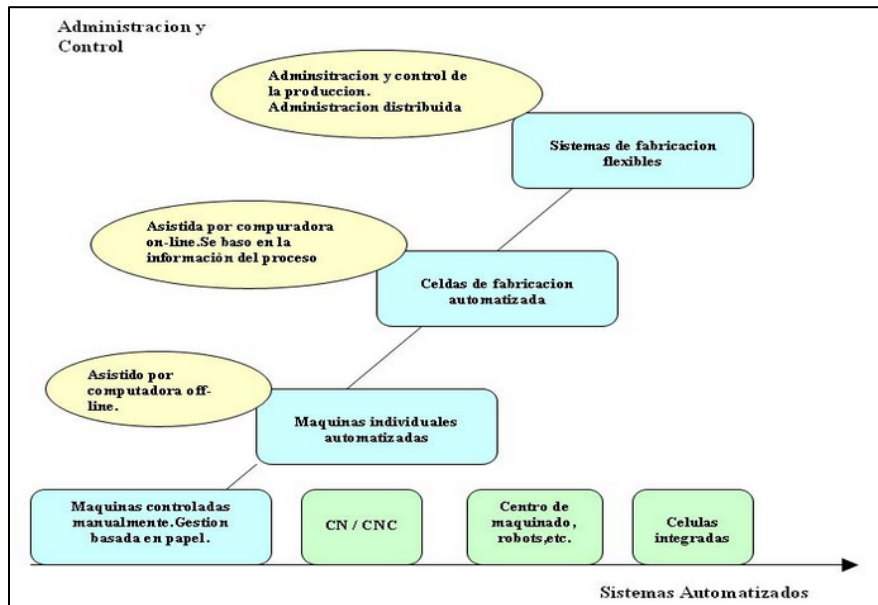 Administracion y
Control
Adminsitracion y control de
la produccion.
Administracion distribuida
Sistemas de fabricacion
flexibles
Asistida por compuradora
on-line.Se baso en la
informaciòn del proceso
Celdas de fabricacion
automatizada
Asistido por
computadora off-
line.
Maquinas individuales
automatizadas
Maquinas controladas
manualmente.Gestion
basada en papel.
CN / CNC
Centro de
maquinado,
robots,etc.
Celulas
integradas
Sistemas Automatizados